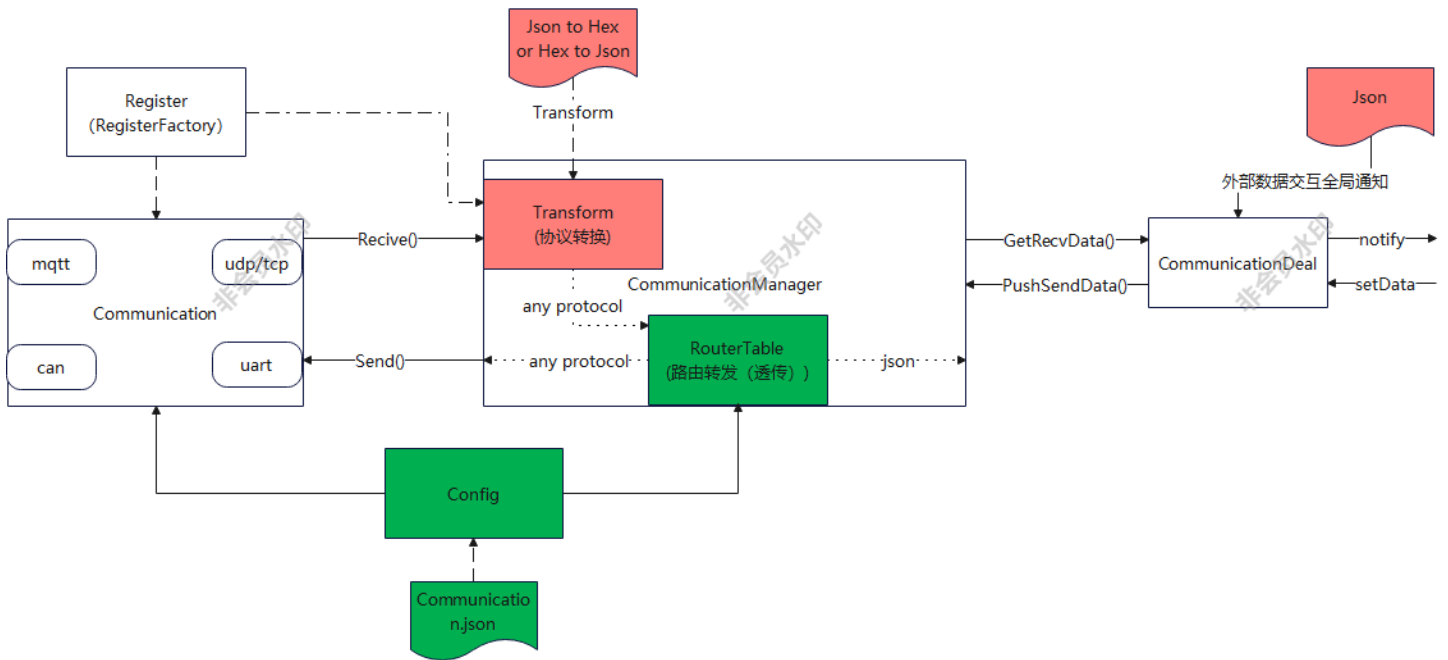 Json to Hex
or Hex to Json
Transform
Register
（RegisterFactory）
Json
外部数据交互全局通知
Transform
(协议转换)
Recive()
mqtt
udp/tcp
Communication
can
uart
Send()
CommunicationManager
any protocol
any protocol
RouterTable
(路由转发（透传）)
json
GetRecvData()
PushSendData()
CommunicationDeal
notify
setData
Config
Communicatio
n.json
非会员水印
非会员水印
非会员水印